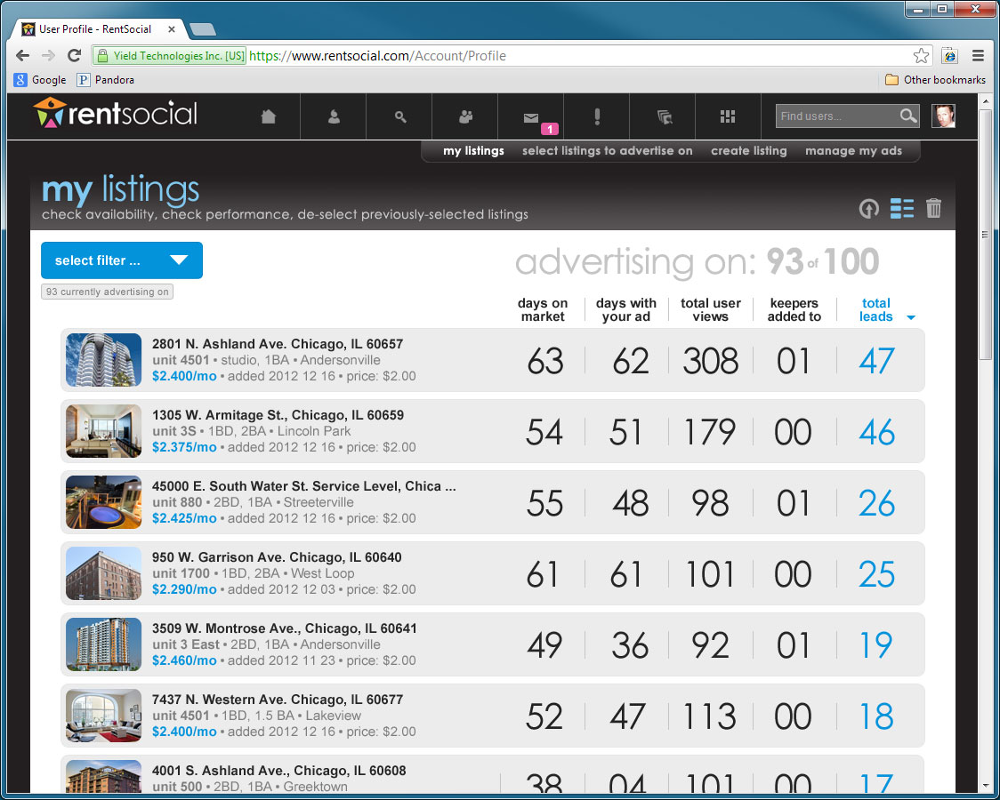 User Profile - RentSocial
Yield Technologies Inc. [US] https://www.rentsocial.com/Account/Profile
Google Pandora Other bookmarks
rentsocial 1 Find users...
my listings select listings to advertise on create listing manage my ads
my listings
check availability, check performance, de-select previously-selected listings
select filter ...
advertising on: 93 of 100
93 currently advertising on
days on market days with your ad total user views keepers added to total leads
2801 N. Ashland Ave. Chicago, IL 60657
unit 4501 • studio, 1BA • Andersonville
$2.400/mo • added 2012 12 16 • price: $2.00
63 62 308 01 47
1305 W. Armitage St., Chicago, IL 60659
unit 3S • 1BD, 2BA • Lincoln Park
$2.375/mo • added 2012 12 16 • price: $2.00
54 51 179 00 46
45000 E. South Water St. Service Level, Chica ...
unit 880 • 2BD, 1BA • Streeterville
$2.425/mo • added 2012 12 16 • price: $2.00
55 48 98 01 26
950 W. Garrison Ave. Chicago, IL 60640
unit 1700 • 1BD, 2BA • West Loop
$2.290/mo • added 2012 12 03 • price: $2.00
61 61 101 00 25
3509 W. Montrose Ave., Chicago, IL 60641
unit 3 East • 2BD, 1BA • Andersonville
$2.460/mo • added 2012 11 23 • price: $2.00
49 36 92 01 19
7437 N. Western Ave. Chicago, IL 60677
unit 4501 • 1BD, 1.5 BA • Lakeview
$2.400/mo • added 2012 12 16 • price: $2.00
52 47 113 00 18
4001 S. Ashland Ave., Chicago, IL 60608
unit 500 • 2BD, 1BA • Greektown
38 04 101 00 17